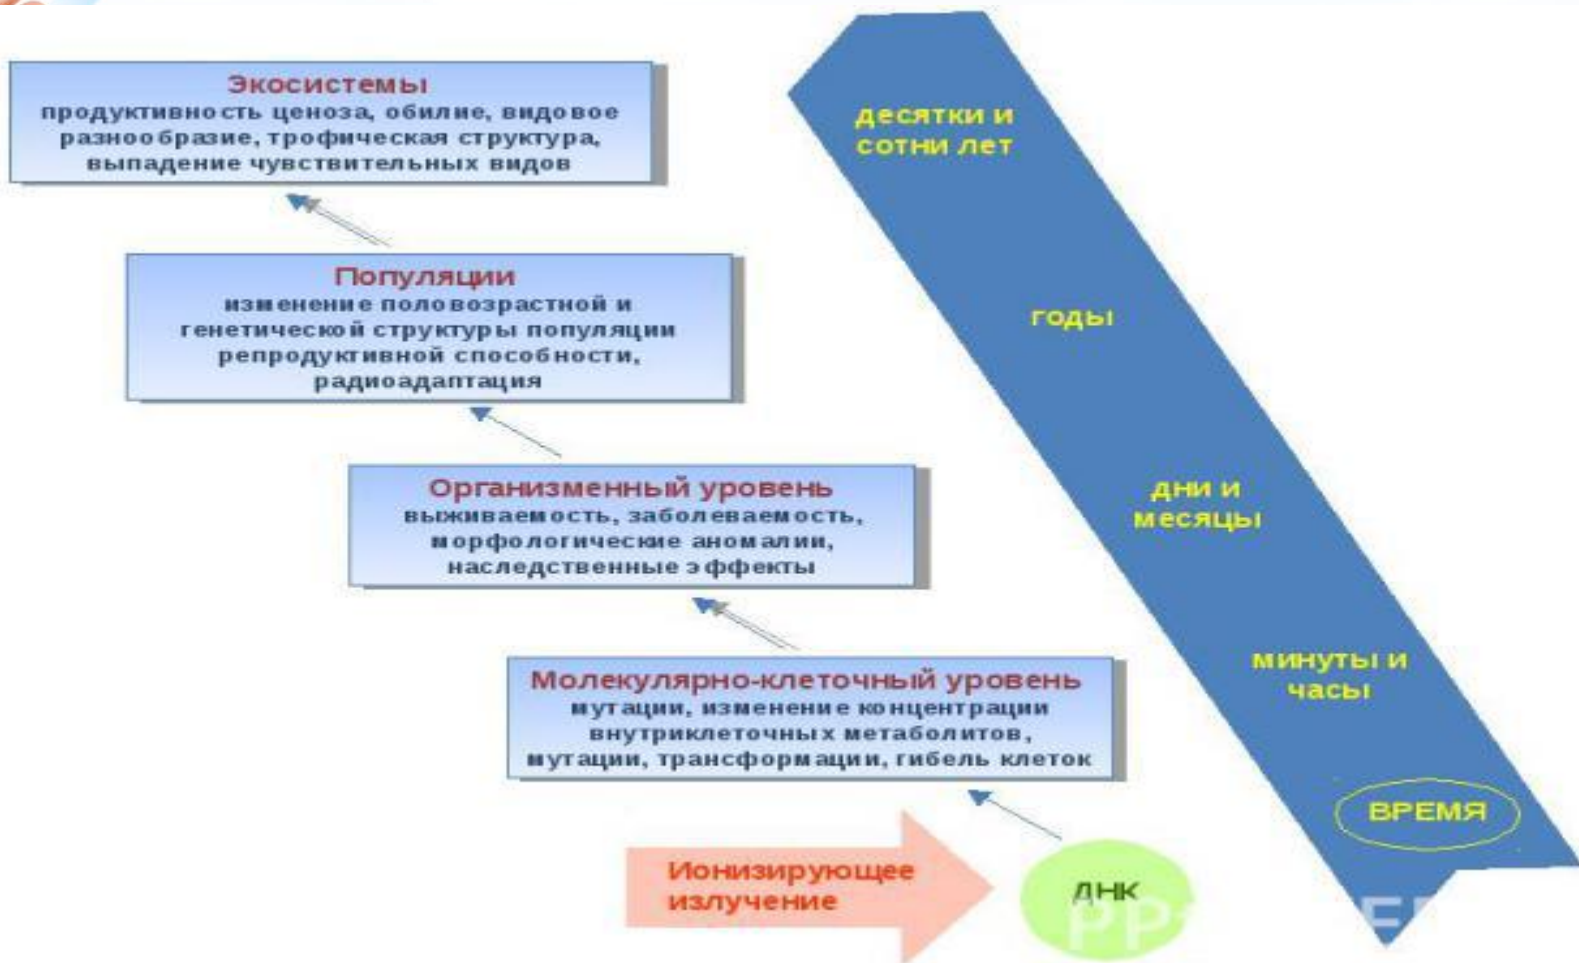 Экосистемы
продуктивность ценоза, обилие, видовое
разнообразие, трофическая структура,
выпадение чувствительных видов
десятки и
сотни лет
Популяции
изменение половозрастной и
генетической структуры популяции
репродуктивной способности,
радиоадаптация
годы
Организменный уровень
выживаемость, заболеваемость,
морфологические аномалии,
наследственные эффекты
дни и
месяцы
Молекулярно-клеточный уровень
мутации, изменение концентрации
внутриклеточных метаболитов,
мутации, трансформации, гибель клеток
минуты и
часы
ВРЕМЯ
Ионизирующее
излучение
ДНК